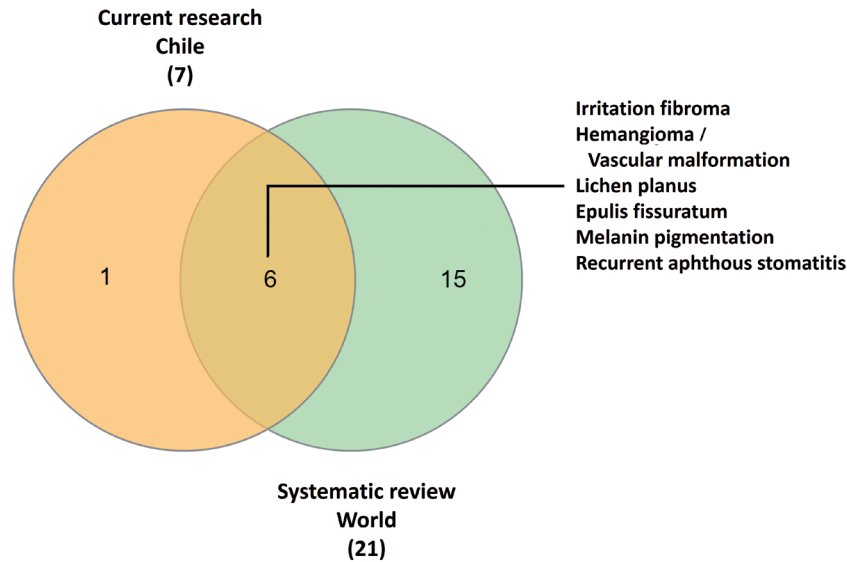 Current research
Chile
(7)
Irritation fibroma
Hemangioma /
Vascular malformation
Lichen planus
Epulis fissuratum
Melanin pigmentation
Recurrent aphthous stomatitis
1
6
15
Systematic review
World
(21)